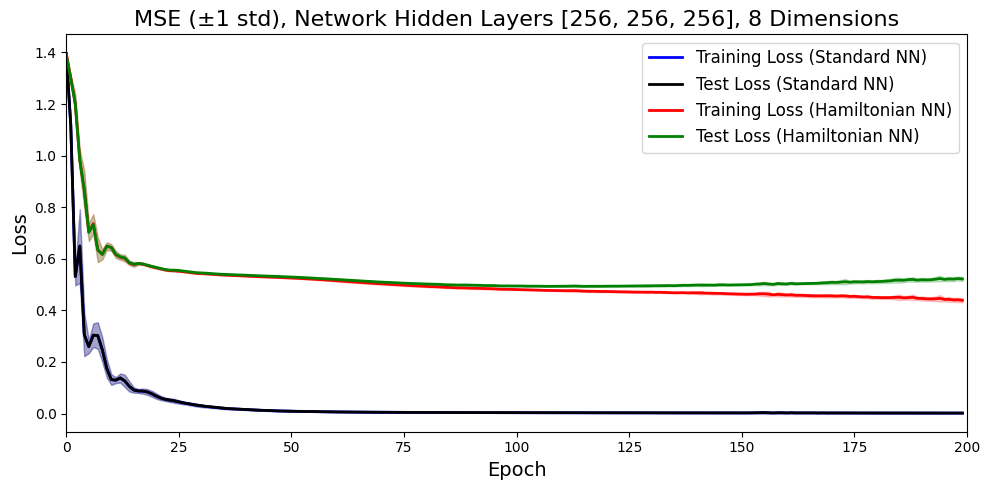 MSE (±1 std), Network Hidden Layers [256, 256, 256], 8 Dimensions
Training Loss (Standard NN)
Test Loss (Standard NN)
Training Loss (Hamiltonian NN)
Test Loss (Hamiltonian NN)
Loss
1.4
1.2
1.0
0.8
0.6
0.4
0.2
0.0
0 25 50 75 100 125 150 175 200
Epoch